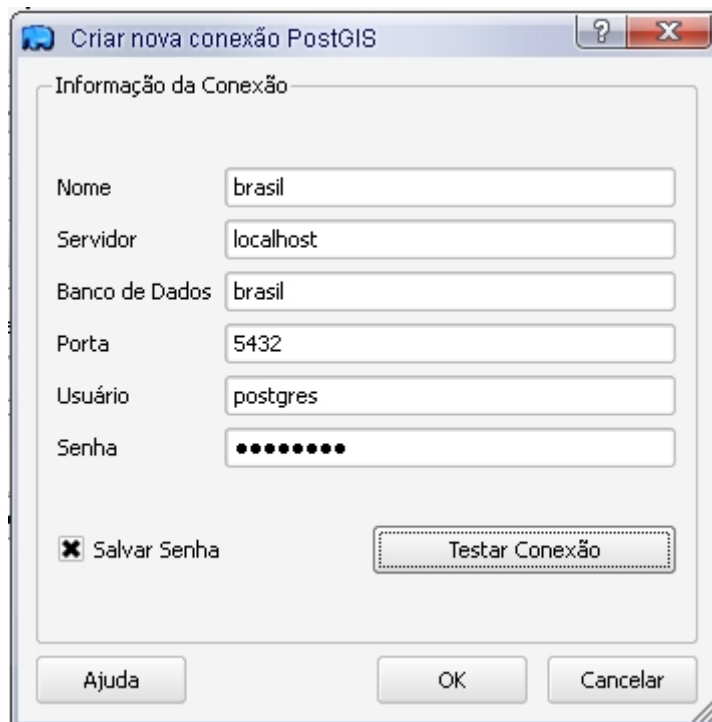 Criar nova conexão PostGIS
Informação da Conexão
Nome brasil
Servidor localhost
Banco de Dados brasil
Porta 5432
Usuário postgres
Senha ●●●●●●●●
Salvar Senha Testar Conexão
Ajuda OK Cancelar